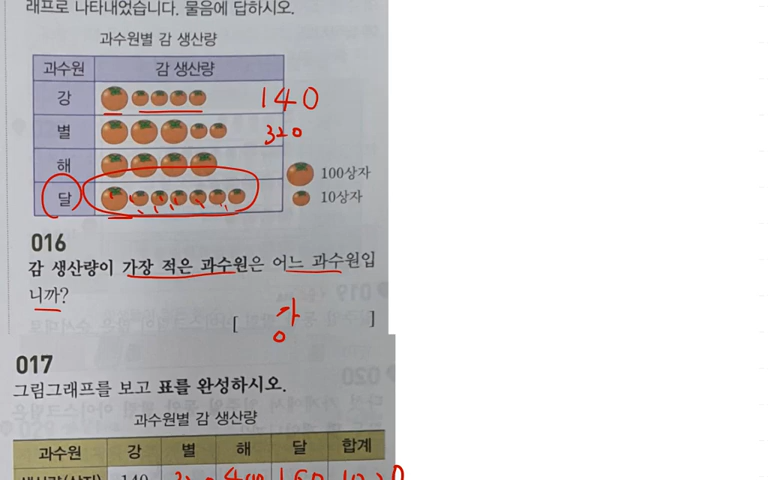 래프로 나타내었습니다. 물음에 답하시오.
과수원별 감 생산량
과수원 감 생산량
강 140
별 320
해
달
100상자
10상자
016
감 생산량이 가장 적은 과수원은 어느 과수원입
니까?
[ 강 ]
017
그림그래프를 보고 표를 완성하시오.
과수원별 감 생산량
과수원 강 별 해 달 합계
140 400 160 1020